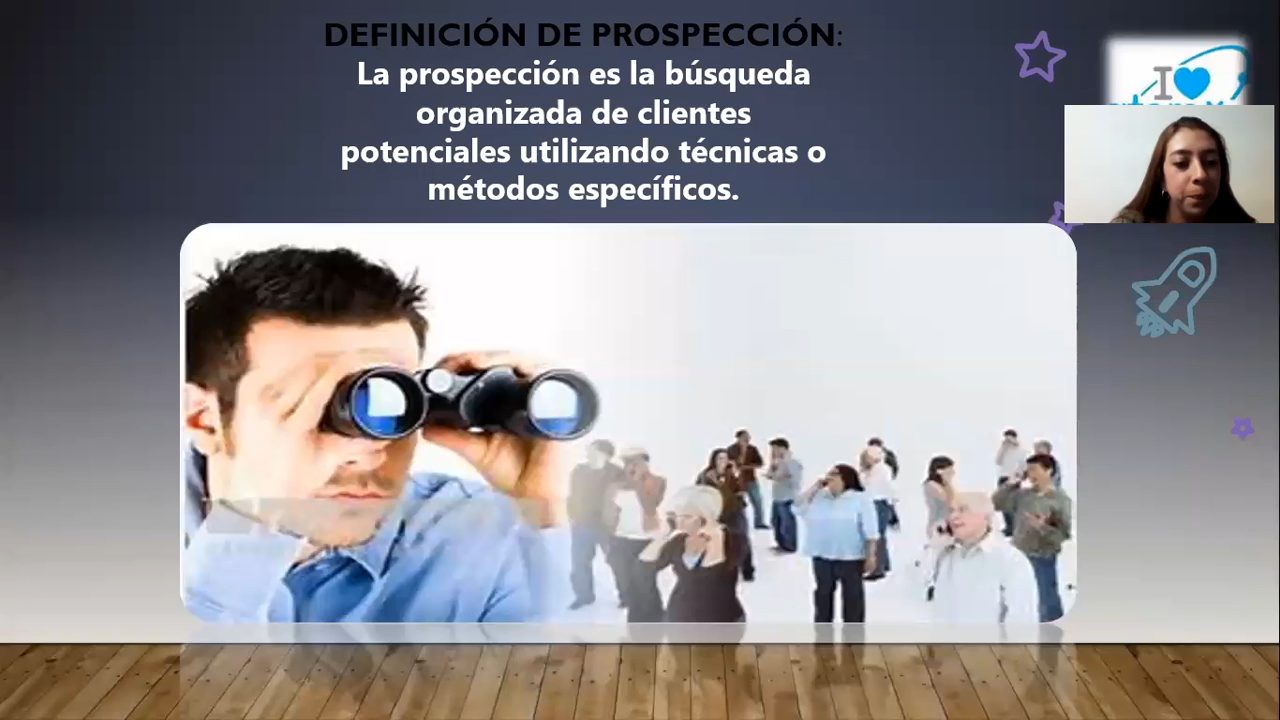 DEFINICIÓN DE PROSPECCIÓN:
La prospección es la búsqueda
organizada de clientes
potenciales utilizando técnicas o
métodos específicos.
I